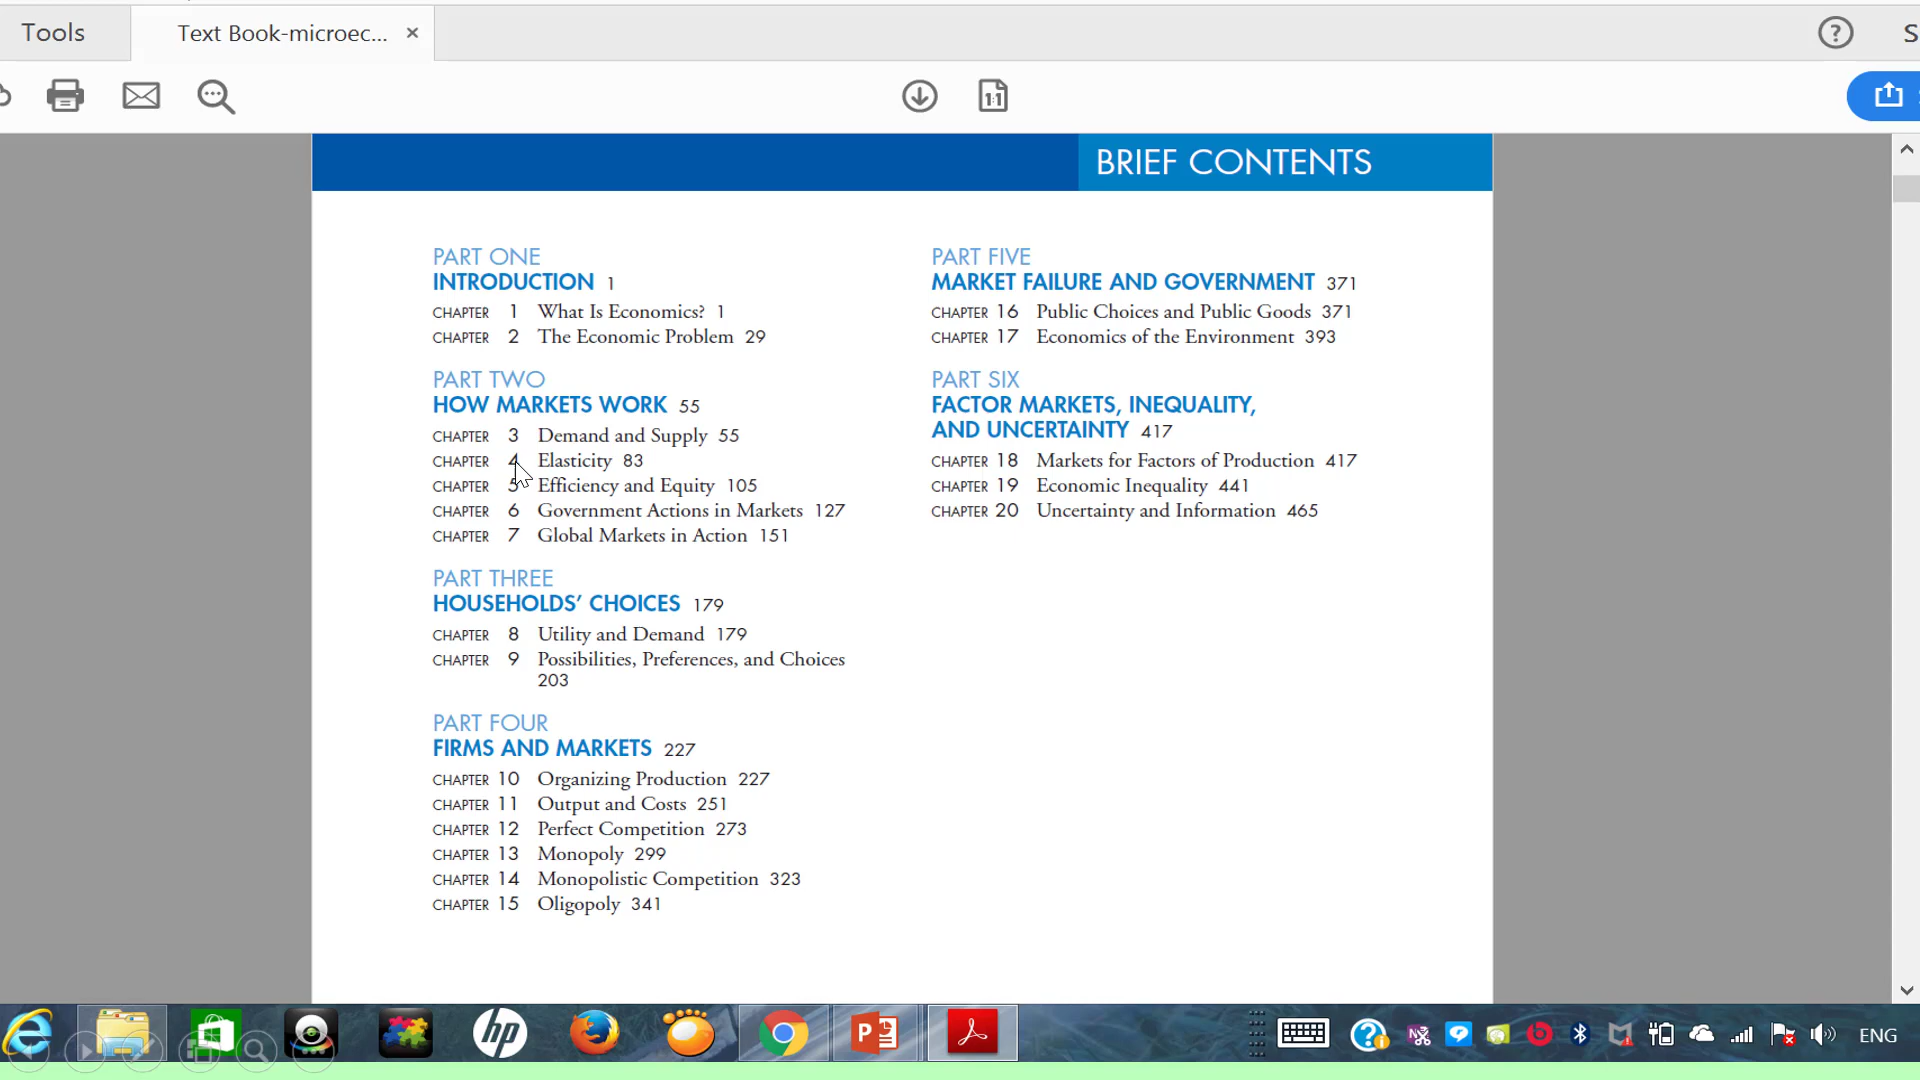 Tools
Text Book-microec... ×
S
BRIEF CONTENTS
PART ONE
INTRODUCTION 1
CHAPTER 1 What Is Economics? 1
CHAPTER 2 The Economic Problem 29
PART TWO
HOW MARKETS WORK 55
CHAPTER 3 Demand and Supply 55
CHAPTER 4 Elasticity 83
CHAPTER 5 Efficiency and Equity 105
CHAPTER 6 Government Actions in Markets 127
CHAPTER 7 Global Markets in Action 151
PART THREE
HOUSEHOLDS’ CHOICES 179
CHAPTER 8 Utility and Demand 179
CHAPTER 9 Possibilities, Preferences, and Choices
203
PART FOUR
FIRMS AND MARKETS 227
CHAPTER 10 Organizing Production 227
CHAPTER 11 Output and Costs 251
CHAPTER 12 Perfect Competition 273
CHAPTER 13 Monopoly 299
CHAPTER 14 Monopolistic Competition 323
CHAPTER 15 Oligopoly 341
PART FIVE
MARKET FAILURE AND GOVERNMENT 371
CHAPTER 16 Public Choices and Public Goods 371
CHAPTER 17 Economics of the Environment 393
PART SIX
FACTOR MARKETS, INEQUALITY,
AND UNCERTAINTY 417
CHAPTER 18 Markets for Factors of Production 417
CHAPTER 19 Economic Inequality 441
CHAPTER 20 Uncertainty and Information 465
hp
ENG